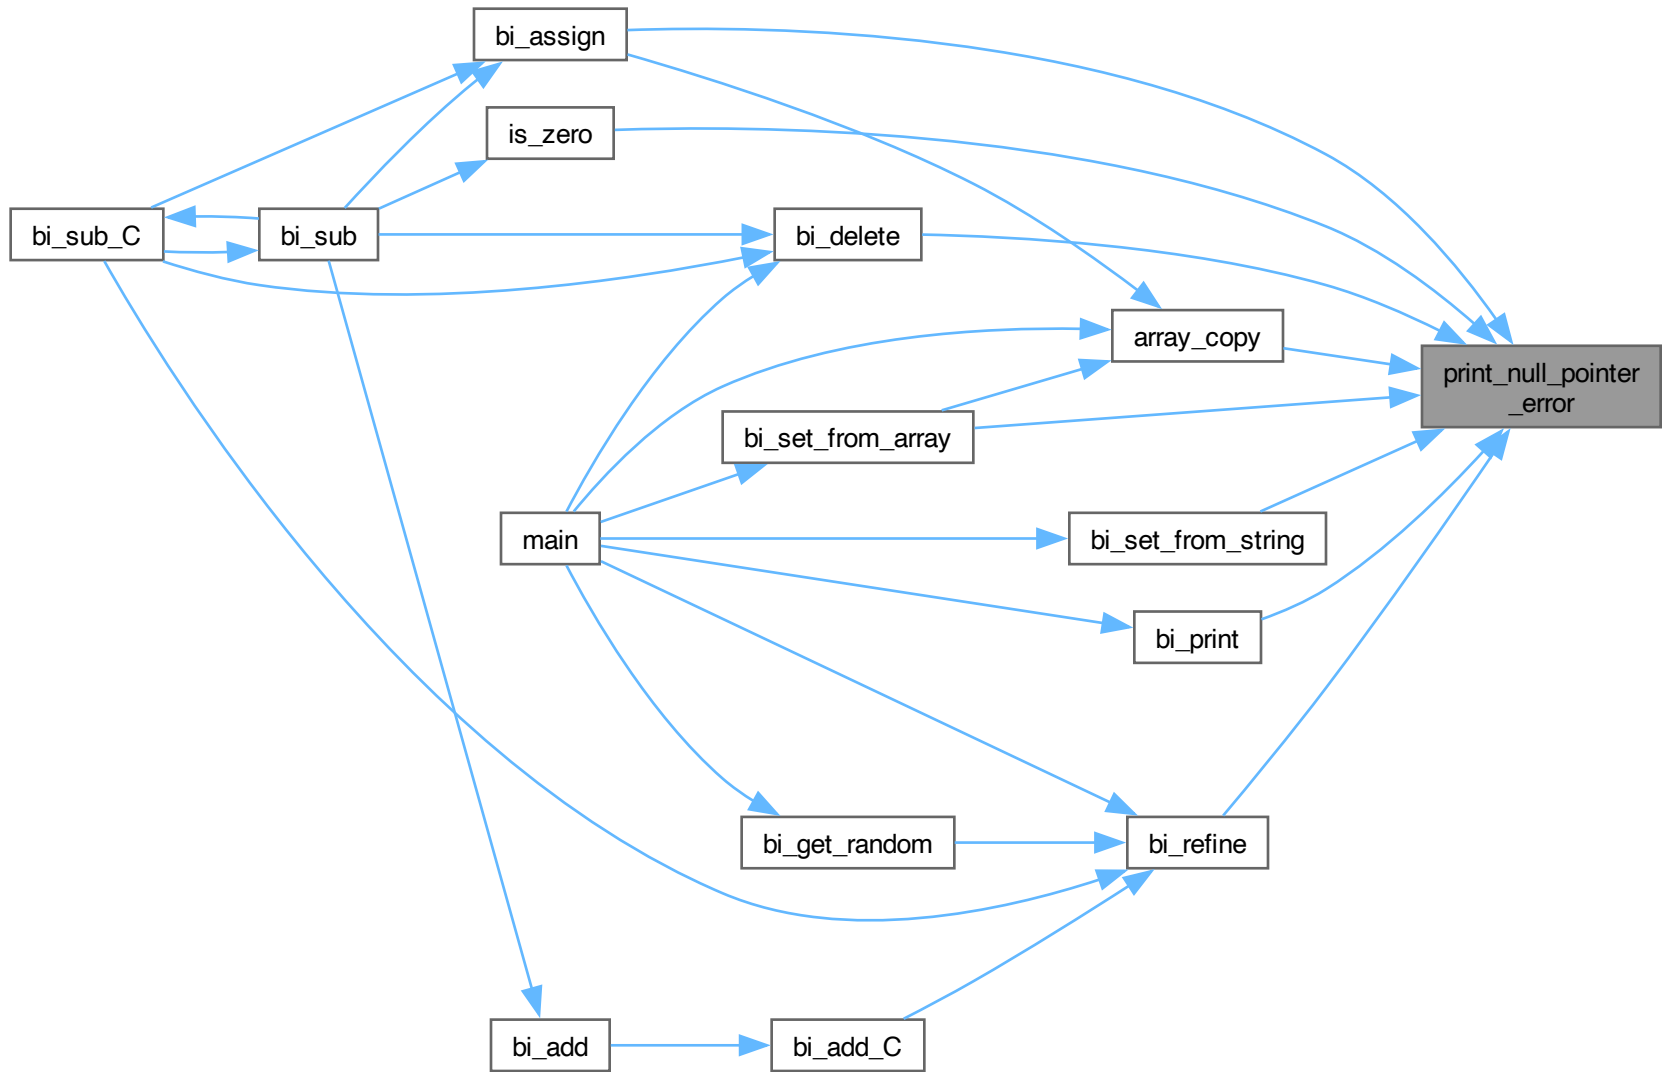 bi_assign
is_zero
bi_sub_C
bi_sub
bi_delete
array_copy
print_null_pointer
_error
bi_set_from_array
main
bi_set_from_string
bi_print
bi_get_random
bi_refine
bi_add
bi_add_C